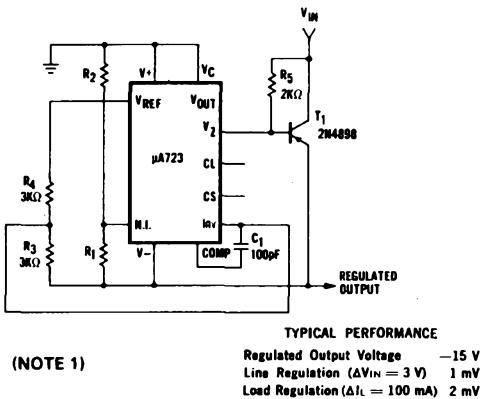 VIN
R2
V+
VC
R5
2KΩ
VREF
VOUT
T1
2N4898
VZ
μA723
CL
R4
3KΩ
CS
N.I.
INV
R3
3KΩ
R1
C1
100pF
V−
COMP
REGULATED
OUTPUT
TYPICAL PERFORMANCE
(NOTE 1)
Regulated Output Voltage −15 V
Line Regulation (ΔVIN = 3 V) 1 mV
Load Regulation (ΔIL = 100 mA) 2 mV